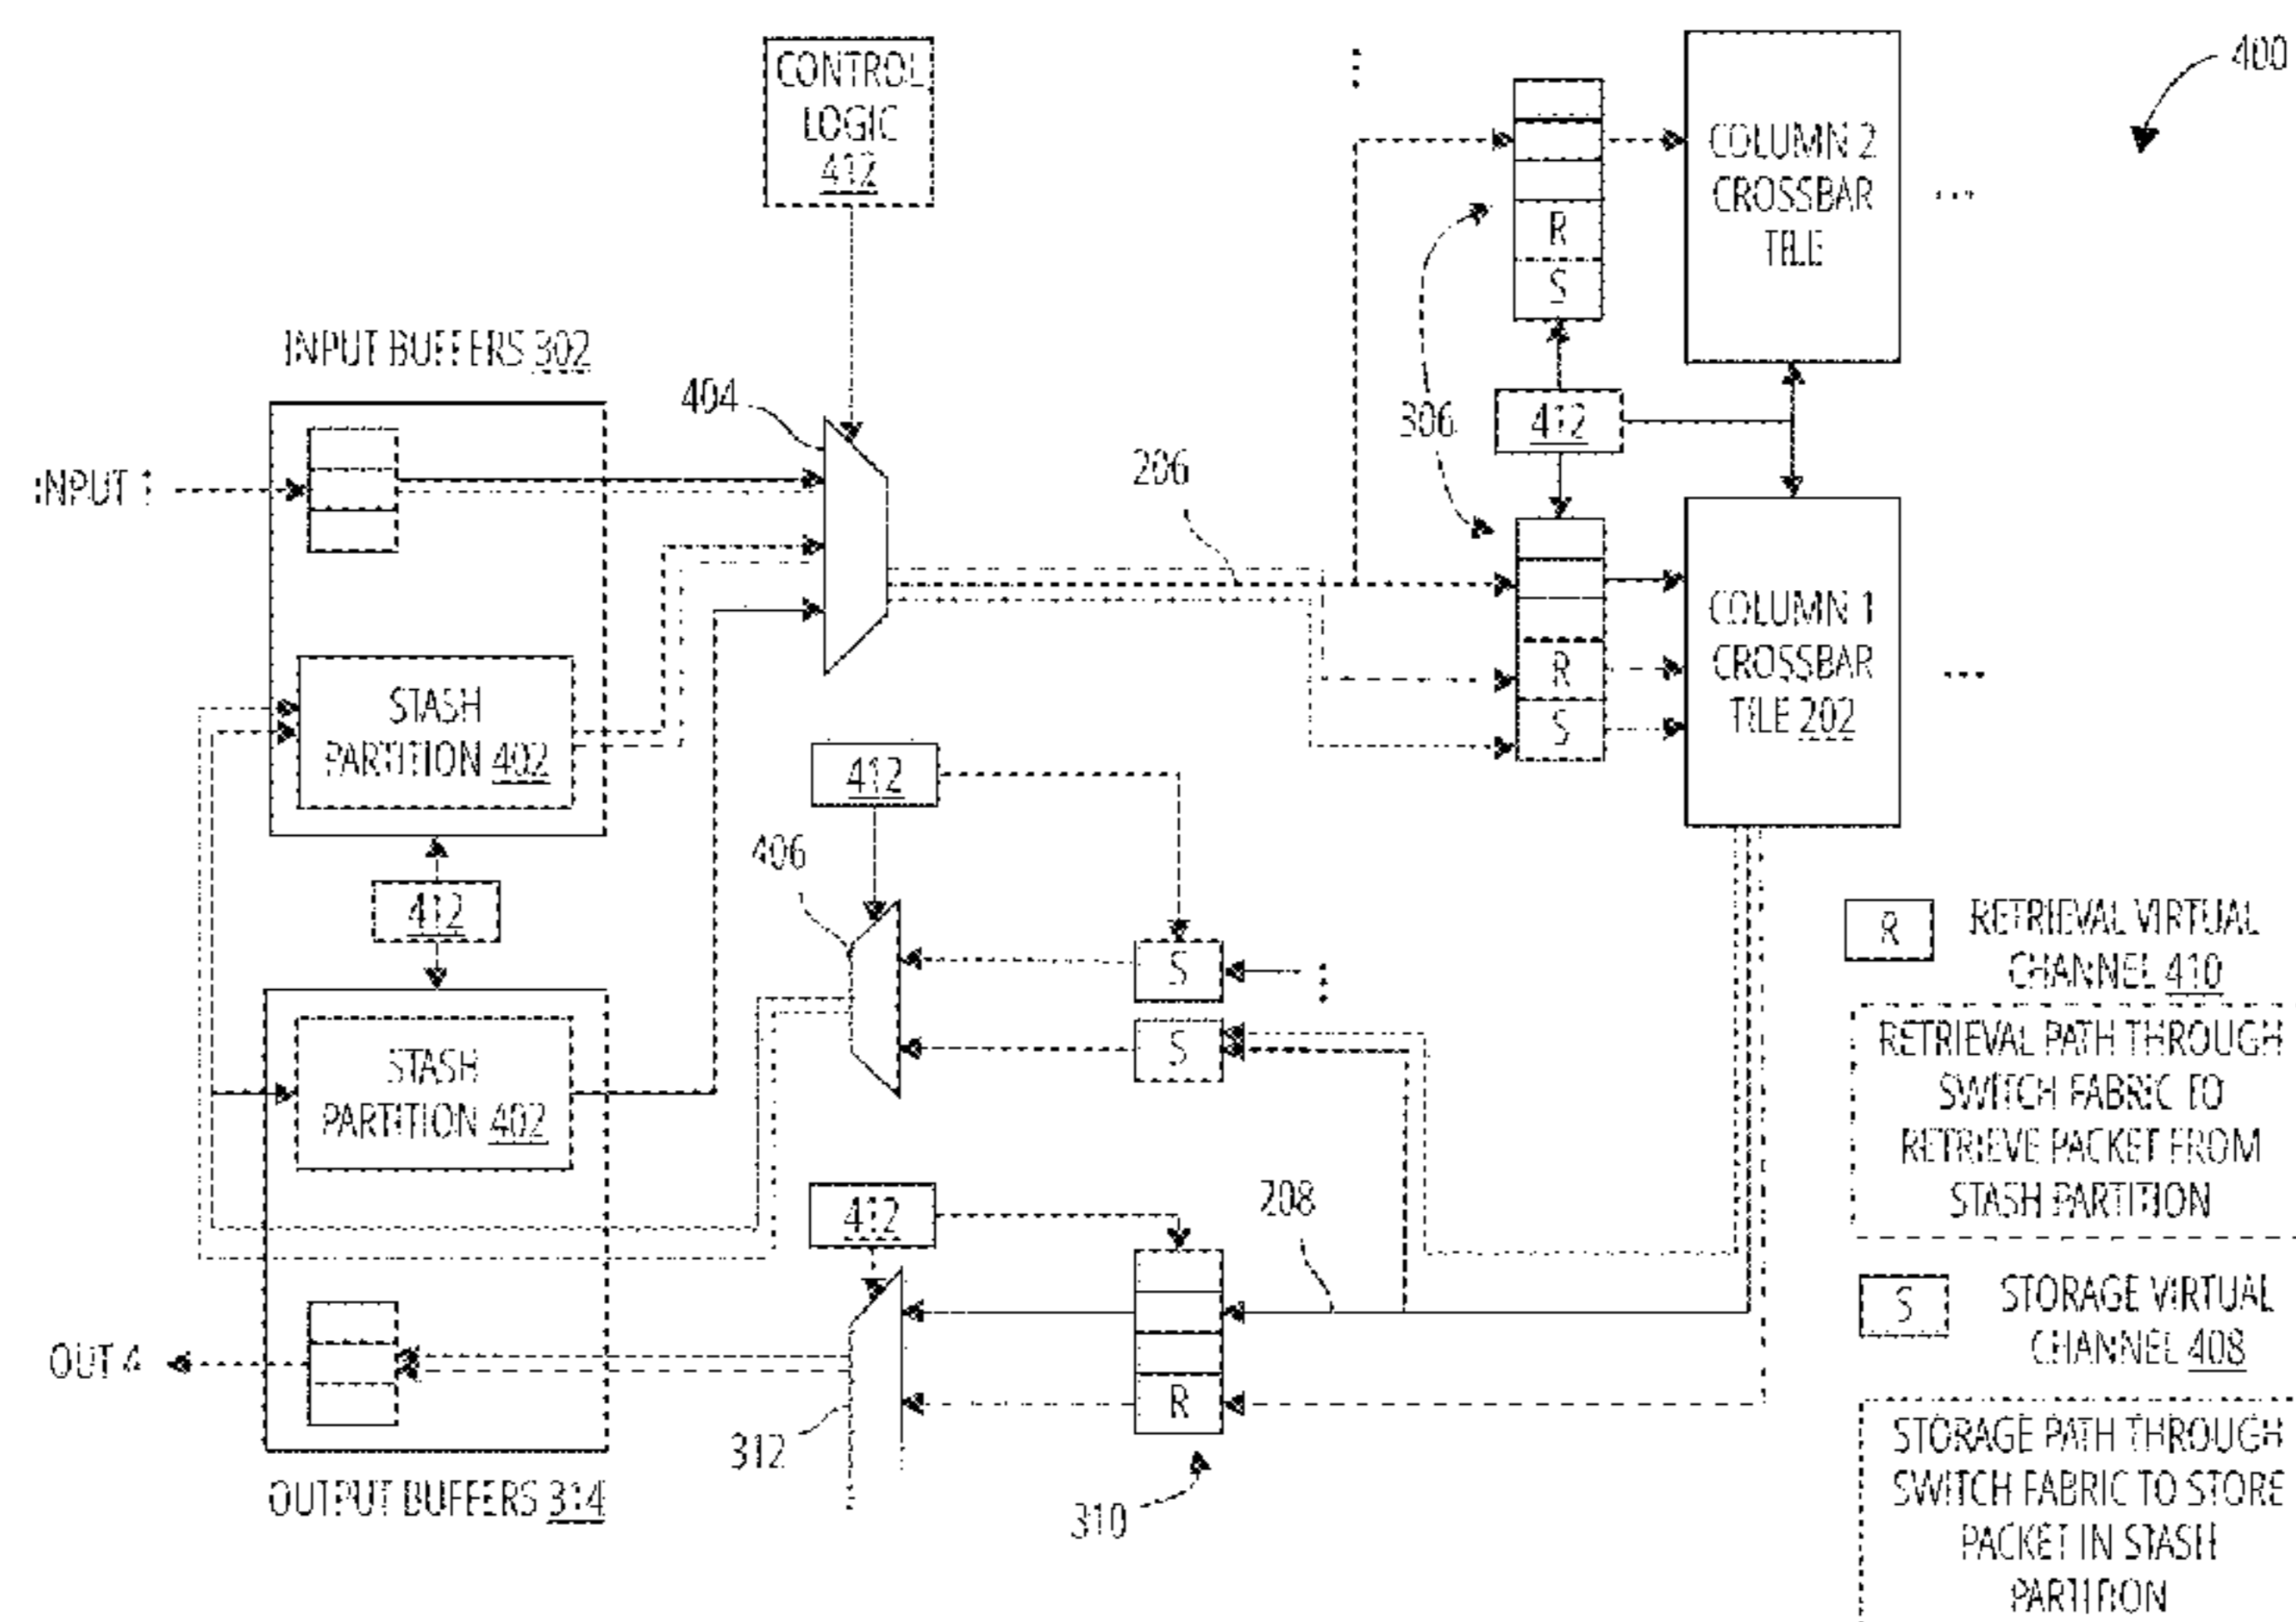 CONTROL
LOGIC
412
400
COLUMN 2
CROSSBAR
TILE
R
S
INPUT BUFFERS 302
404
306
412
INPUT 1
206
COLUMN 1
CROSSBAR
TILE 202
R
S
STASH
PARTITION 402
412
406
412
S
S
R
RETRIEVAL VIRTUAL
CHANNEL 410
STASH
PARTITION 402
RETRIEVAL PATH THROUGH
SWITCH FABRIC TO
RETRIEVE PACKET FROM
STASH PARTITION
412
208
S
STORAGE VIRTUAL
CHANNEL 408
OUT 4
R
312
310
OUTPUT BUFFERS 314
STORAGE PATH THROUGH
SWITCH FABRIC TO STORE
PACKET IN STASH
PARTITION